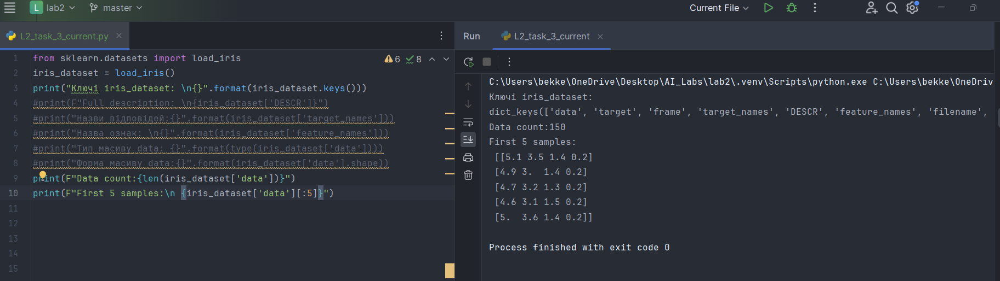 L lab2 master Current File
L2_task_3_current.py
Run L2_task_3_current
6 8
1 from sklearn.datasets import load_iris
2 iris_dataset = load_iris()
3 print("Ключі iris_dataset: \n{}".format(iris_dataset.keys()))
4 #print(F"Full description: \n{iris_dataset['DESCR']}")
5 #print("Назви відповідей:{}".format(iris_dataset['target_names']))
6 #print("Назва ознак: \n{}".format(iris_dataset['feature_names']))
7 #print("Тип масиву data: {}".format(type(iris_dataset['data'])))
8 #print("Форма масиву data:{}".format(iris_dataset['data'].shape))
9 print(F"Data count:{len(iris_dataset['data'])}")
10 print(F"First 5 samples:\n {iris_dataset['data'][:5]}")
11
12
13
14
15
C:\Users\bekke\OneDrive\Desktop\AI_Labs\lab2\.venv\Scripts\python.exe C:\Users\bekke\OneDriv
Ключі iris_dataset:
dict_keys(['data', 'target', 'frame', 'target_names', 'DESCR', 'feature_names', 'filename',
Data count:150
First 5 samples:
[[5.1 3.5 1.4 0.2]
[4.9 3.  1.4 0.2]
[4.7 3.2 1.3 0.2]
[4.6 3.1 1.5 0.2]
[5.  3.6 1.4 0.2]]
Process finished with exit code 0